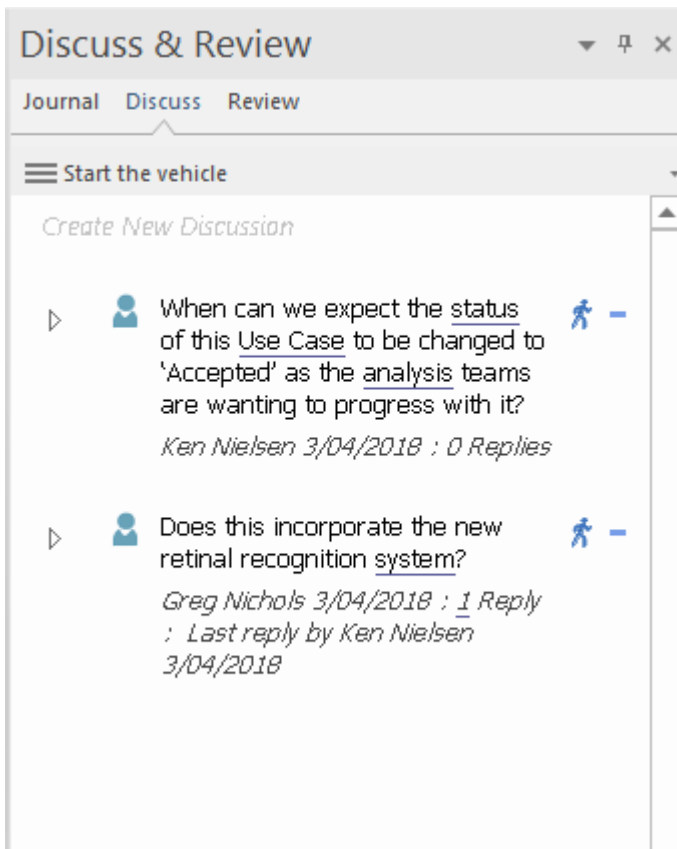 Discuss & Review
Journal Discuss Review
Start the vehicle
Create New Discussion
When can we expect the status
of this Use Case to be changed to
'Accepted' as the analysis teams
are wanting to progress with it?
Ken Nielsen 3/04/2018 : 0 Replies
Does this incorporate the new
retinal recognition system?
Greg Nichols 3/04/2018 : 1 Reply
: Last reply by Ken Nielsen
3/04/2018